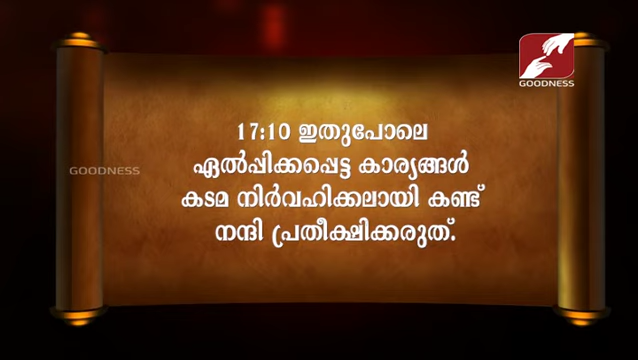 GOODNESS
GOODNESS
17:10 ഇതുപോലെ
ഏൽപ്പിക്കപ്പെട്ട കാര്യങ്ങൾ
കടമ നിർവഹിക്കലായി കണ്ട്
നന്ദി പ്രതീക്ഷിക്കരുത്.